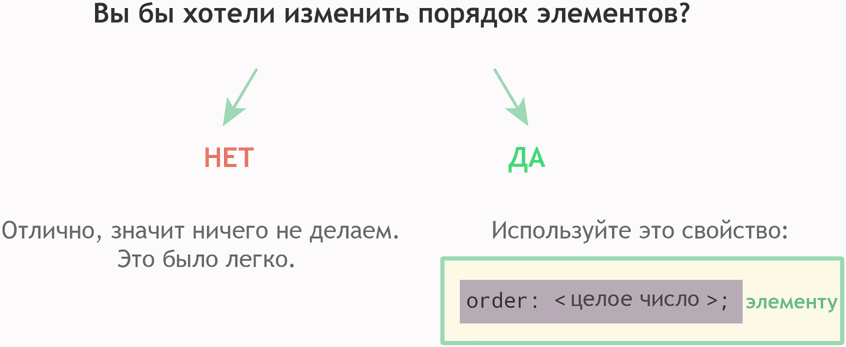 Вы бы хотели изменить порядок элементов?
НЕТ
ДА
Отлично, значит ничего не делаем.
Это было легко.
Используйте это свойство:
order: <целое число>; элементу